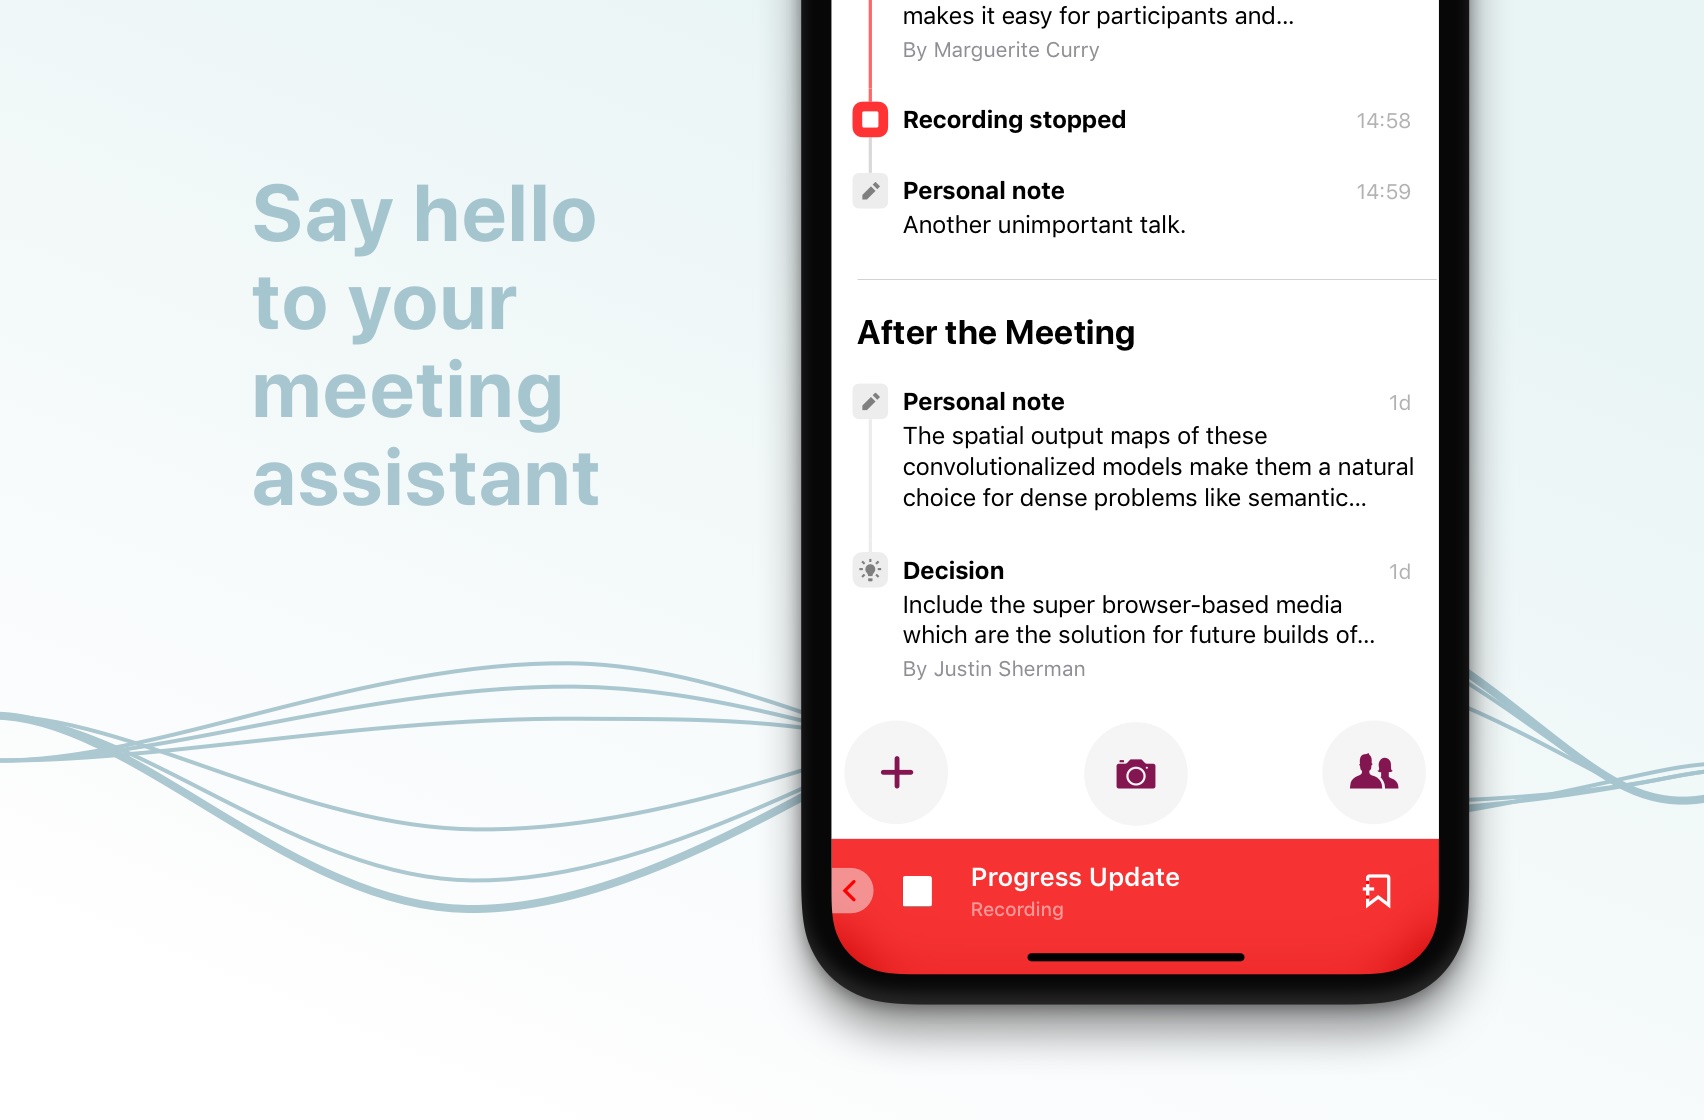 Say hello
to your
meeting
assistant
makes it easy for participants and...
By Marguerite Curry
Recording stopped 14:58
Personal note 14:59
Another unimportant talk.
After the Meeting
Personal note 1d
The spatial output maps of these
convolutionalized models make them a natural
choice for dense problems like semantic...
Decision 1d
Include the super browser-based media
which are the solution for future builds of...
By Justin Sherman
Progress Update
Recording